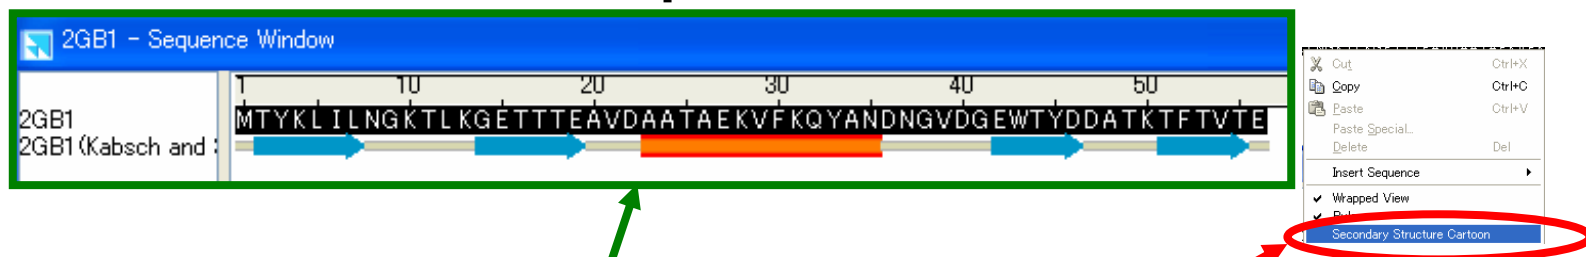 2GB1 - Sequence Window
1 10 20 30 40 50
2GB1 MTYKLILNGKTLKGETTTEAVDAATAEKVFKQYANDNGVDGEWTYDDATKTFTVTE
2GB1 (Kabsch and
Cut Ctrl+X
Copy Ctrl+C
Paste Ctrl+V
Paste Special...
Delete Del
Insert Sequence
Wrapped View
Secondary Structure Cartoon